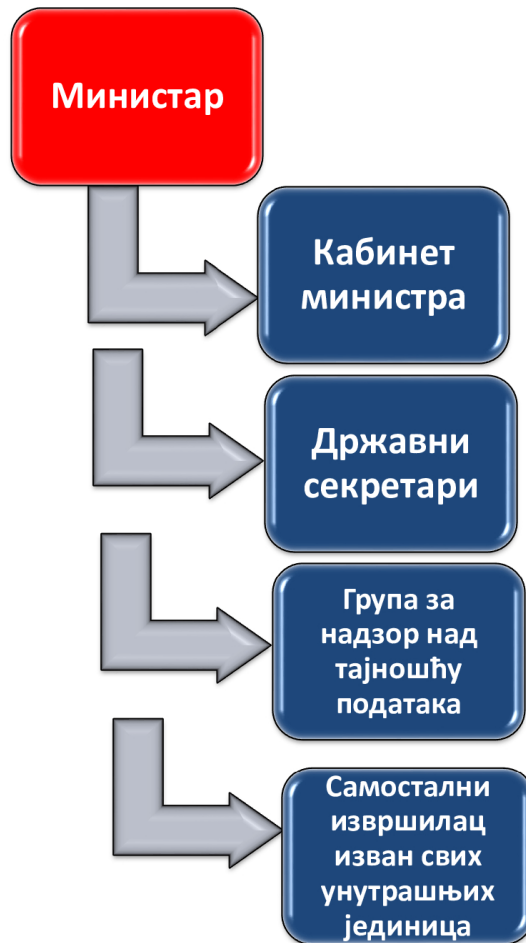 Министар
Кабинет
министра
Државни
секретари
Група за
надзор над
тајношћу
података
Самостални
извршилац
изван свих
унутрашњих
јединица